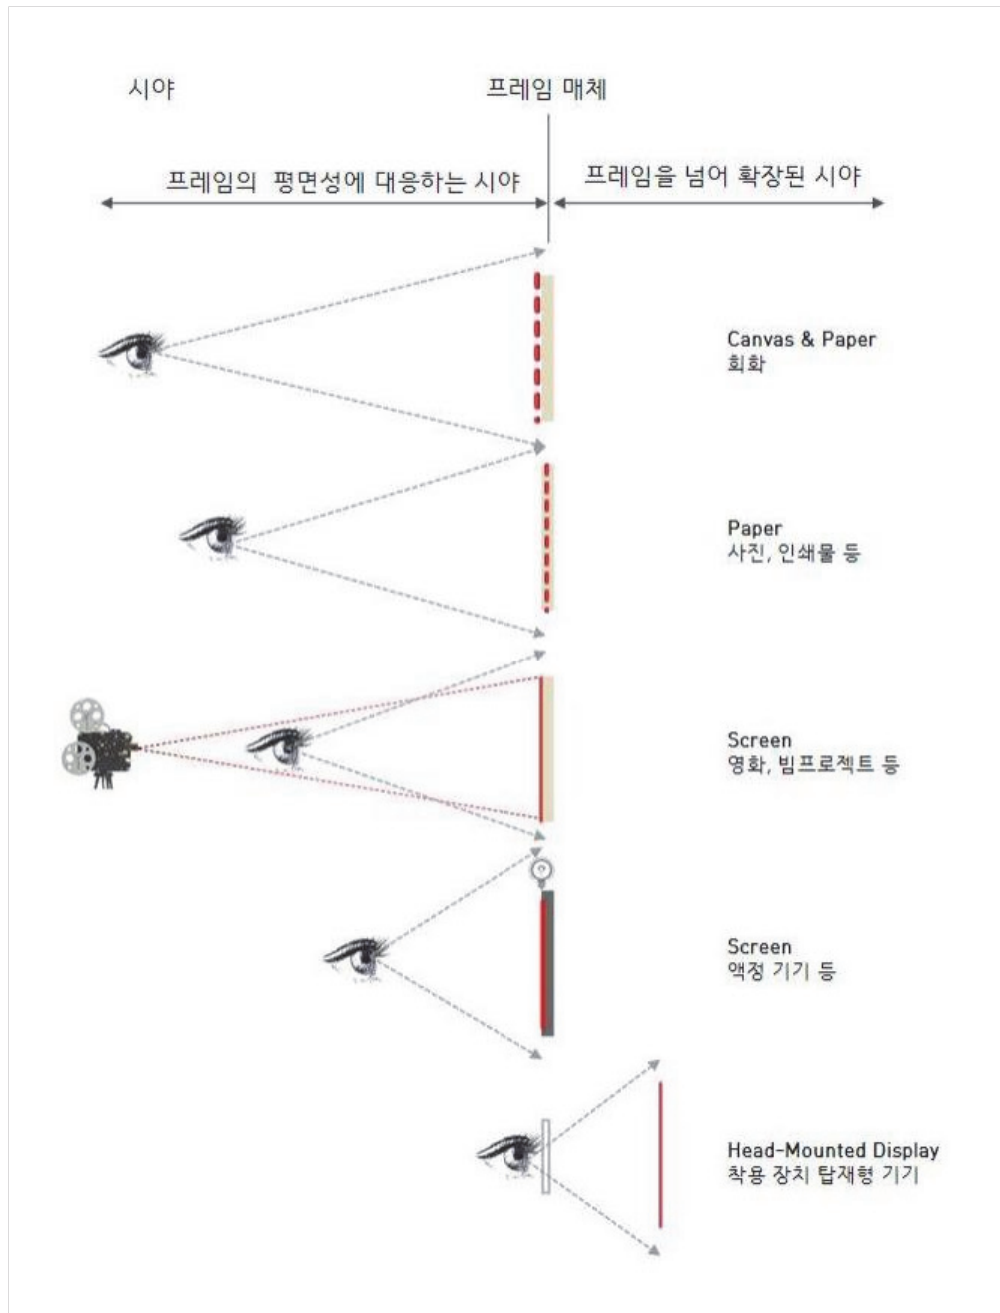 시야
프레임 매체
프레임의 평면성에 대응하는 시야
프레임을 넘어 확장된 시야
Canvas & Paper
회화
Paper
사진, 인쇄물 등
Screen
영화, 빔프로젝트 등
Screen
액정 기기 등
Head-Mounted Display
착용 장치 탑재형 기기